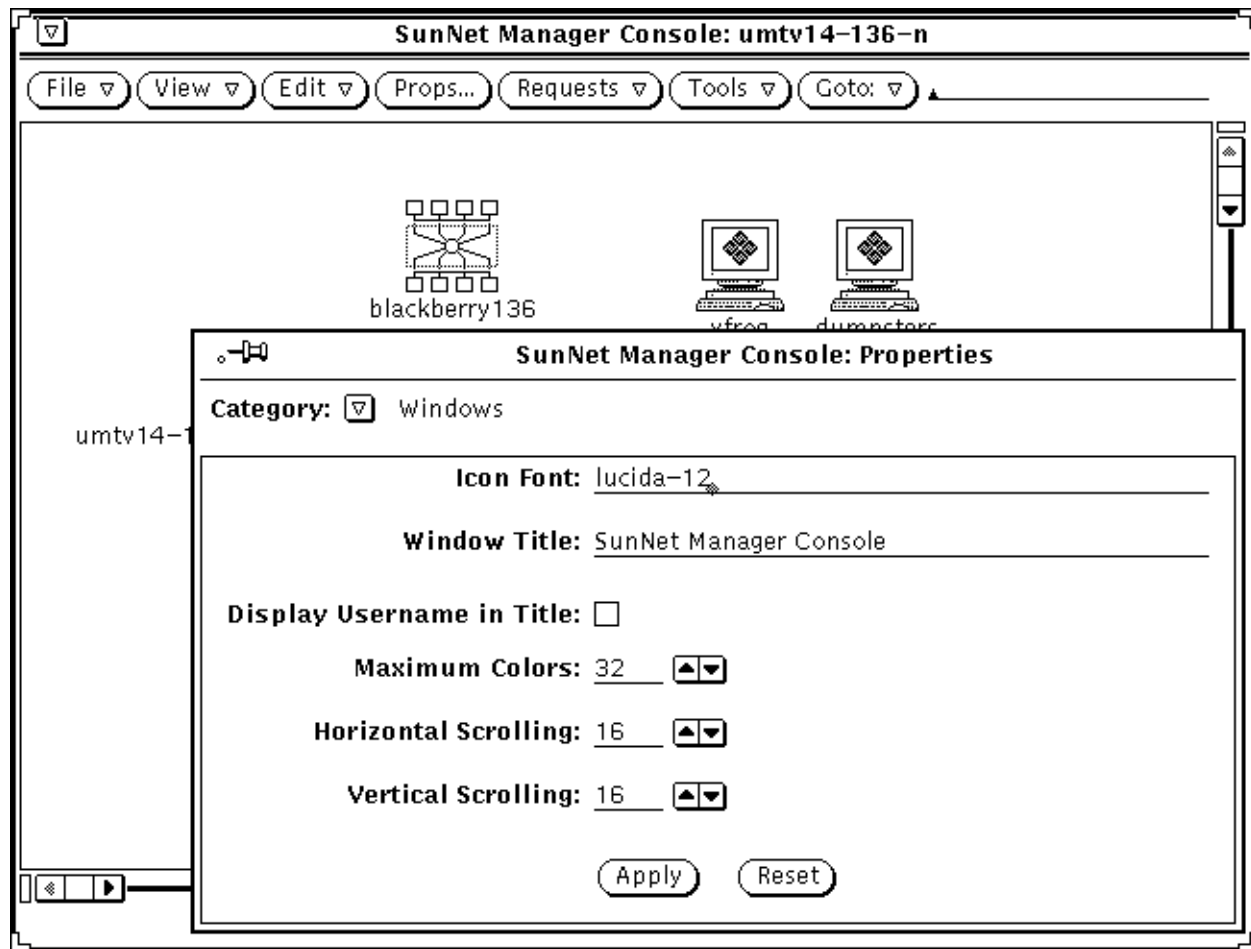 SunNet Manager Console: umtv14-136-n
File View Edit Props... Requests Tools Goto:
blackberry136
SunNet Manager Console: Properties
Category: Windows
umtv14-1
Icon Font: lucida-12
Window Title: SunNet Manager Console
Display Username in Title:
Maximum Colors: 32
Horizontal Scrolling: 16
Vertical Scrolling: 16
Apply Reset